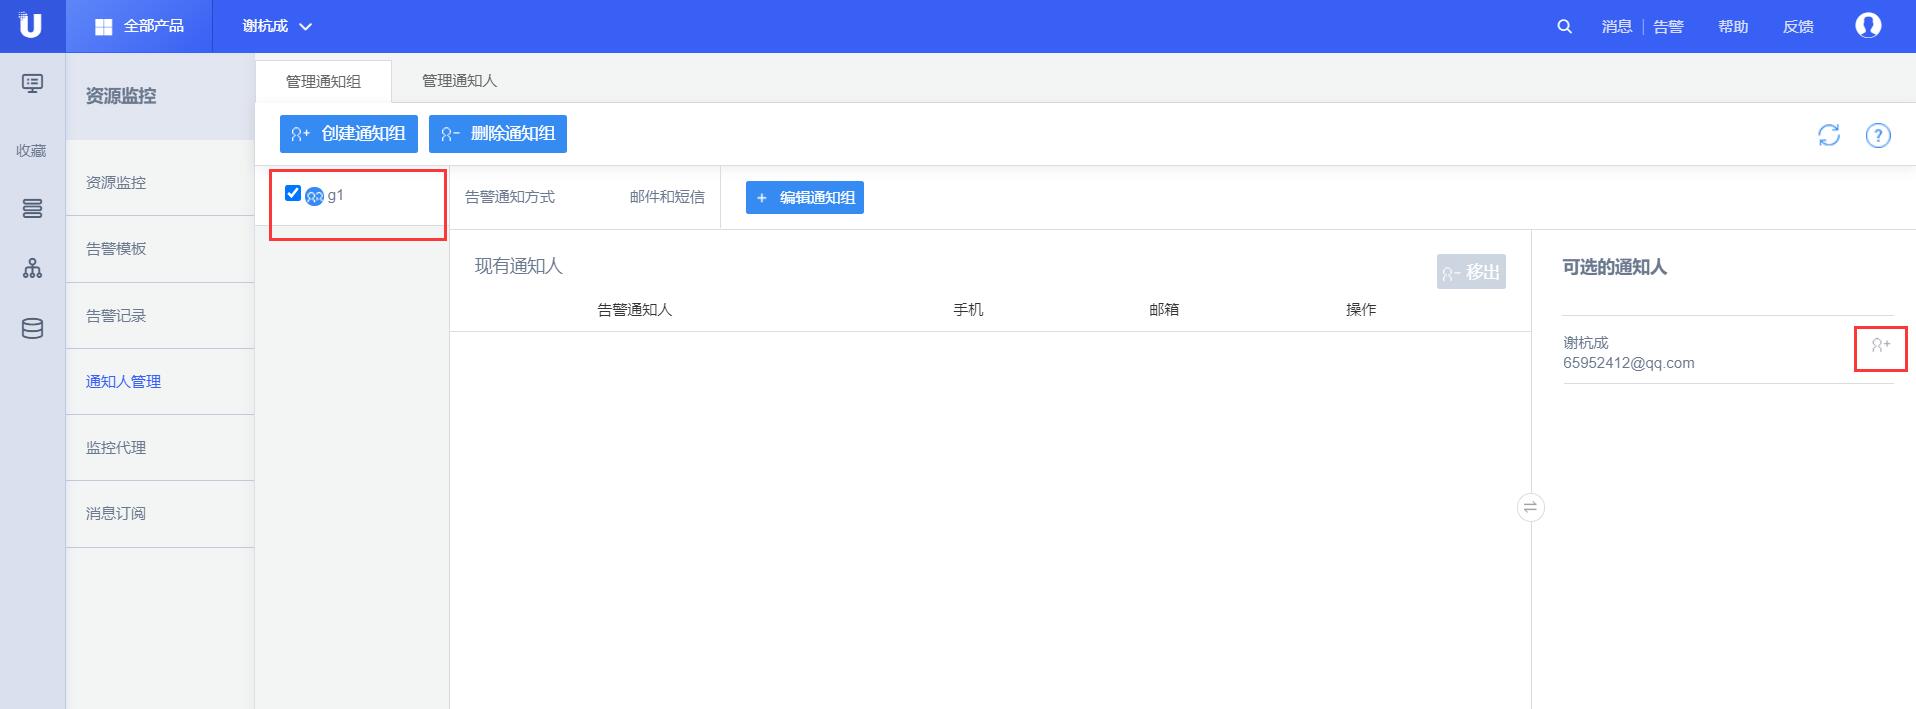 全部产品
谢杭成
消息 告警 帮助 反馈
资源监控
收藏
资源监控
告警模板
告警记录
通知人管理
监控代理
消息订阅
管理通知组 管理通知人
创建通知组 删除通知组
g1
告警通知方式 邮件和短信
+ 编辑通知组
现有通知人
移出
告警通知人 手机 邮箱 操作
可选的通知人
谢杭成
65952412@qq.com